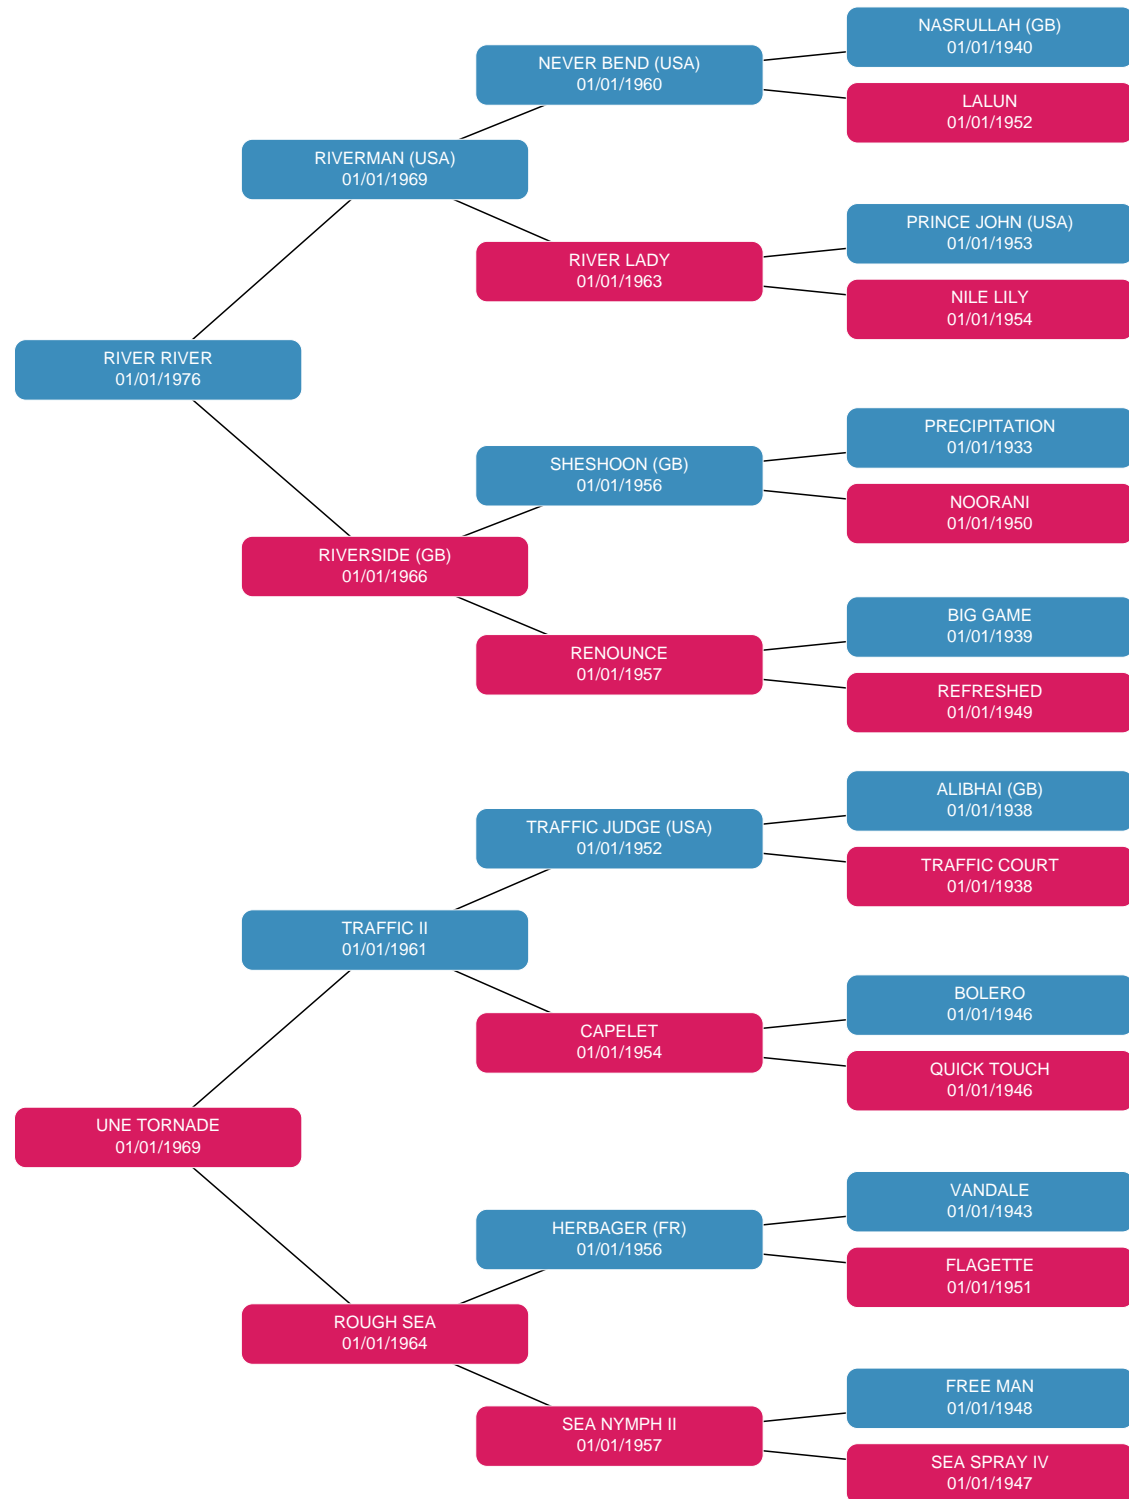 NASRULLAH (GB)
01/01/1940
NEVER BEND (USA)
01/01/1960
LALUN
01/01/1952
RIVERMAN (USA)
01/01/1969
PRINCE JOHN (USA)
01/01/1953
RIVER LADY
01/01/1963
NILE LILY
01/01/1954
RIVER RIVER
01/01/1976
PRECIPITATION
01/01/1933
SHESHOON (GB)
01/01/1956
NOORANI
01/01/1950
RIVERSIDE (GB)
01/01/1966
BIG GAME
01/01/1939
RENOUNCE
01/01/1957
REFRESHED
01/01/1949
ALIBHAI (GB)
01/01/1938
TRAFFIC JUDGE (USA)
01/01/1952
TRAFFIC COURT
01/01/1938
TRAFFIC II
01/01/1961
BOLERO
01/01/1946
CAPELET
01/01/1954
QUICK TOUCH
01/01/1946
UNE TORNADE
01/01/1969
VANDALE
01/01/1943
HERBAGER (FR)
01/01/1956
FLAGETTE
01/01/1951
ROUGH SEA
01/01/1964
FREE MAN
01/01/1948
SEA NYMPH II
01/01/1957
SEA SPRAY IV
01/01/1947